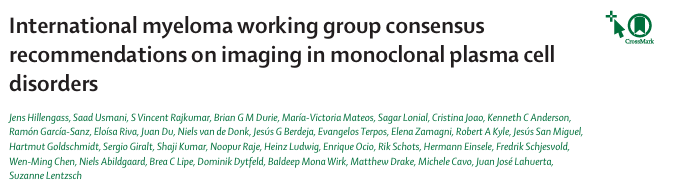 International myeloma working group consensus
recommendations on imaging in monoclonal plasma cell
disorders
CrossMark
Jens Hillengass, Saad Usmani, S Vincent Rajkumar, Brian G M Durie, María-Victoria Mateos, Sagar Lonial, Cristina Joao, Kenneth C Anderson,
Ramón García-Sanz, Eloísa Riva, Juan Du, Niels van de Donk, Jesús G Berdeja, Evangelos Terpos, Elena Zamagni, Robert A Kyle, Jesús San Miguel,
Hartmut Goldschmidt, Sergio Giralt, Shaji Kumar, Noopur Raje, Heinz Ludwig, Enrique Ocio, Rik Schots, Hermann Einsele, Fredrik Schjesvold,
Wen-Ming Chen, Niels Abildgaard, Brea C Lipe, Dominik Dytfeld, Baldeep Mona Wirk, Matthew Drake, Michele Cavo, Juan José Lahuerta,
Suzanne Lentzsch